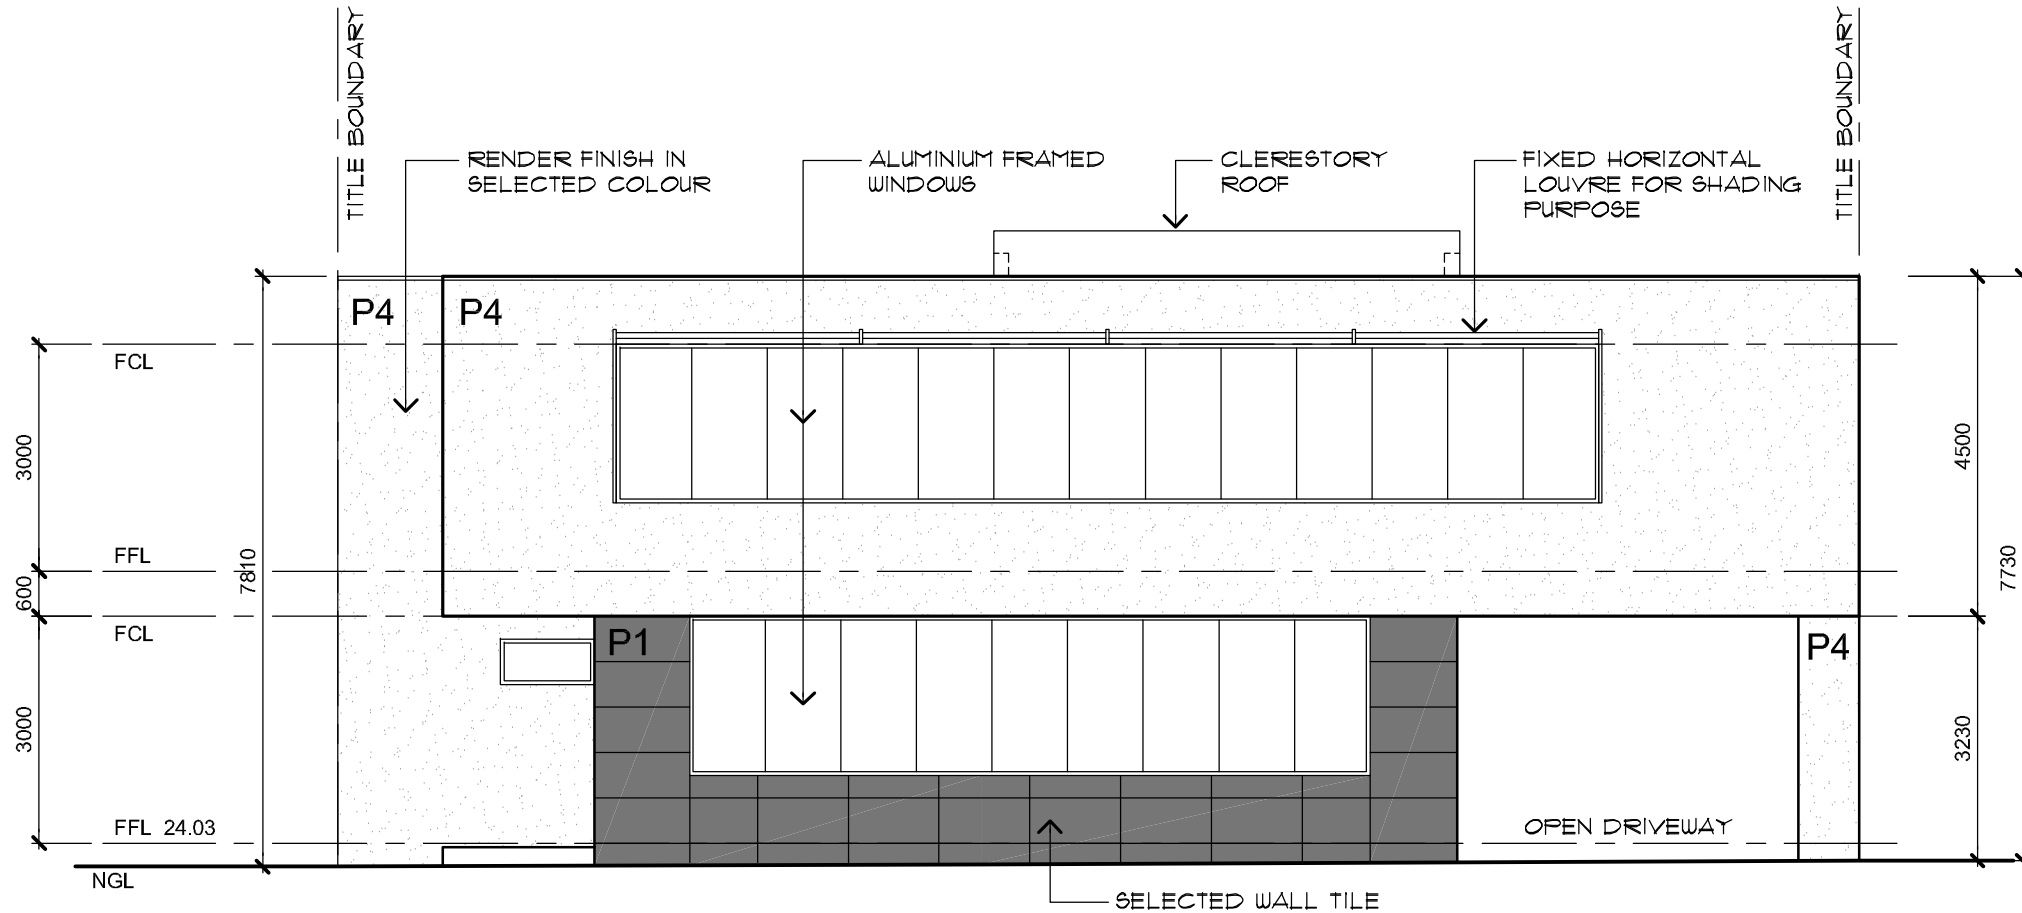 TITLE BOUNDARY
TITLE BOUNDARY
RENDER FINISH IN
SELECTED COLOUR
ALUMINIUM FRAMED
WINDOWS
CLERESTORY
ROOF
FIXED HORIZONTAL
LOUVRE FOR SHADING
PURPOSE
P4
P4
FCL
3000
4500
FFL
7810
7730
600
FCL
P1
P4
3000
3230
FFL 24.03
OPEN DRIVEWAY
NGL
SELECTED WALL TILE